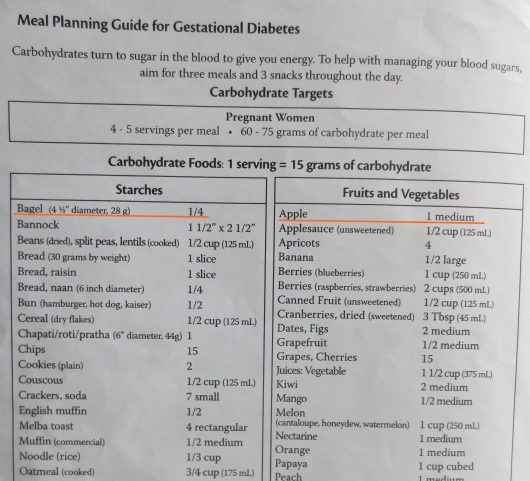 Meal Planning Guide for Gestational Diabetes
Carbohydrates turn to sugar in the blood to give you energy. To help with managing your blood sugars,
aim for three meals and 3 snacks throughout the day.
Carbohydrate Targets
Pregnant Women
4 - 5 servings per meal • 60 - 75 grams of carbohydrate per meal
Carbohydrate Foods: 1 serving = 15 grams of carbohydrate
Starches
Bagel (4 ½" diameter, 28 g) 1/4
Bannock 1 1/2" x 2 1/2"
Beans (dried), split peas, lentils (cooked) 1/2 cup (125 mL)
Bread (30 grams by weight) 1 slice
Bread, raisin 1 slice
Bread, naan (6 inch diameter) 1/4
Bun (hamburger, hot dog, kaiser) 1/2
Cereal (dry flakes) 1/2 cup (125 mL)
Chapati/roti/pratha (6" diameter, 44g) 1
Chips 15
Cookies (plain) 2
Couscous 1/2 cup (125 mL)
Crackers, soda 7 small
English muffin 1/2
Melba toast 4 rectangular
Muffin (commercial) 1/2 medium
Noodle (rice) 1/3 cup
Oatmeal (cooked) 3/4 cup (175 mL)
Fruits and Vegetables
Apple 1 medium
Applesauce (unsweetened) 1/2 cup (125 mL)
Apricots 4
Banana 1/2 large
Berries (blueberries) 1 cup (250 mL)
Berries (raspberries, strawberries) 2 cups (500 mL)
Canned Fruit (unsweetened) 1/2 cup (125 mL)
Cranberries, dried (sweetened) 3 Tbsp (45 mL)
Dates, Figs 2 medium
Grapefruit 1/2 medium
Grapes, Cherries 15
Juices: Vegetable 1 1/2 cup (375 mL)
Kiwi 2 medium
Mango 1/2 medium
Melon
(cantaloupe, honeydew, watermelon) 1 cup (250 mL)
Nectarine 1 medium
Orange 1 medium
Papaya 1 cup cubed
Peach 1 medium